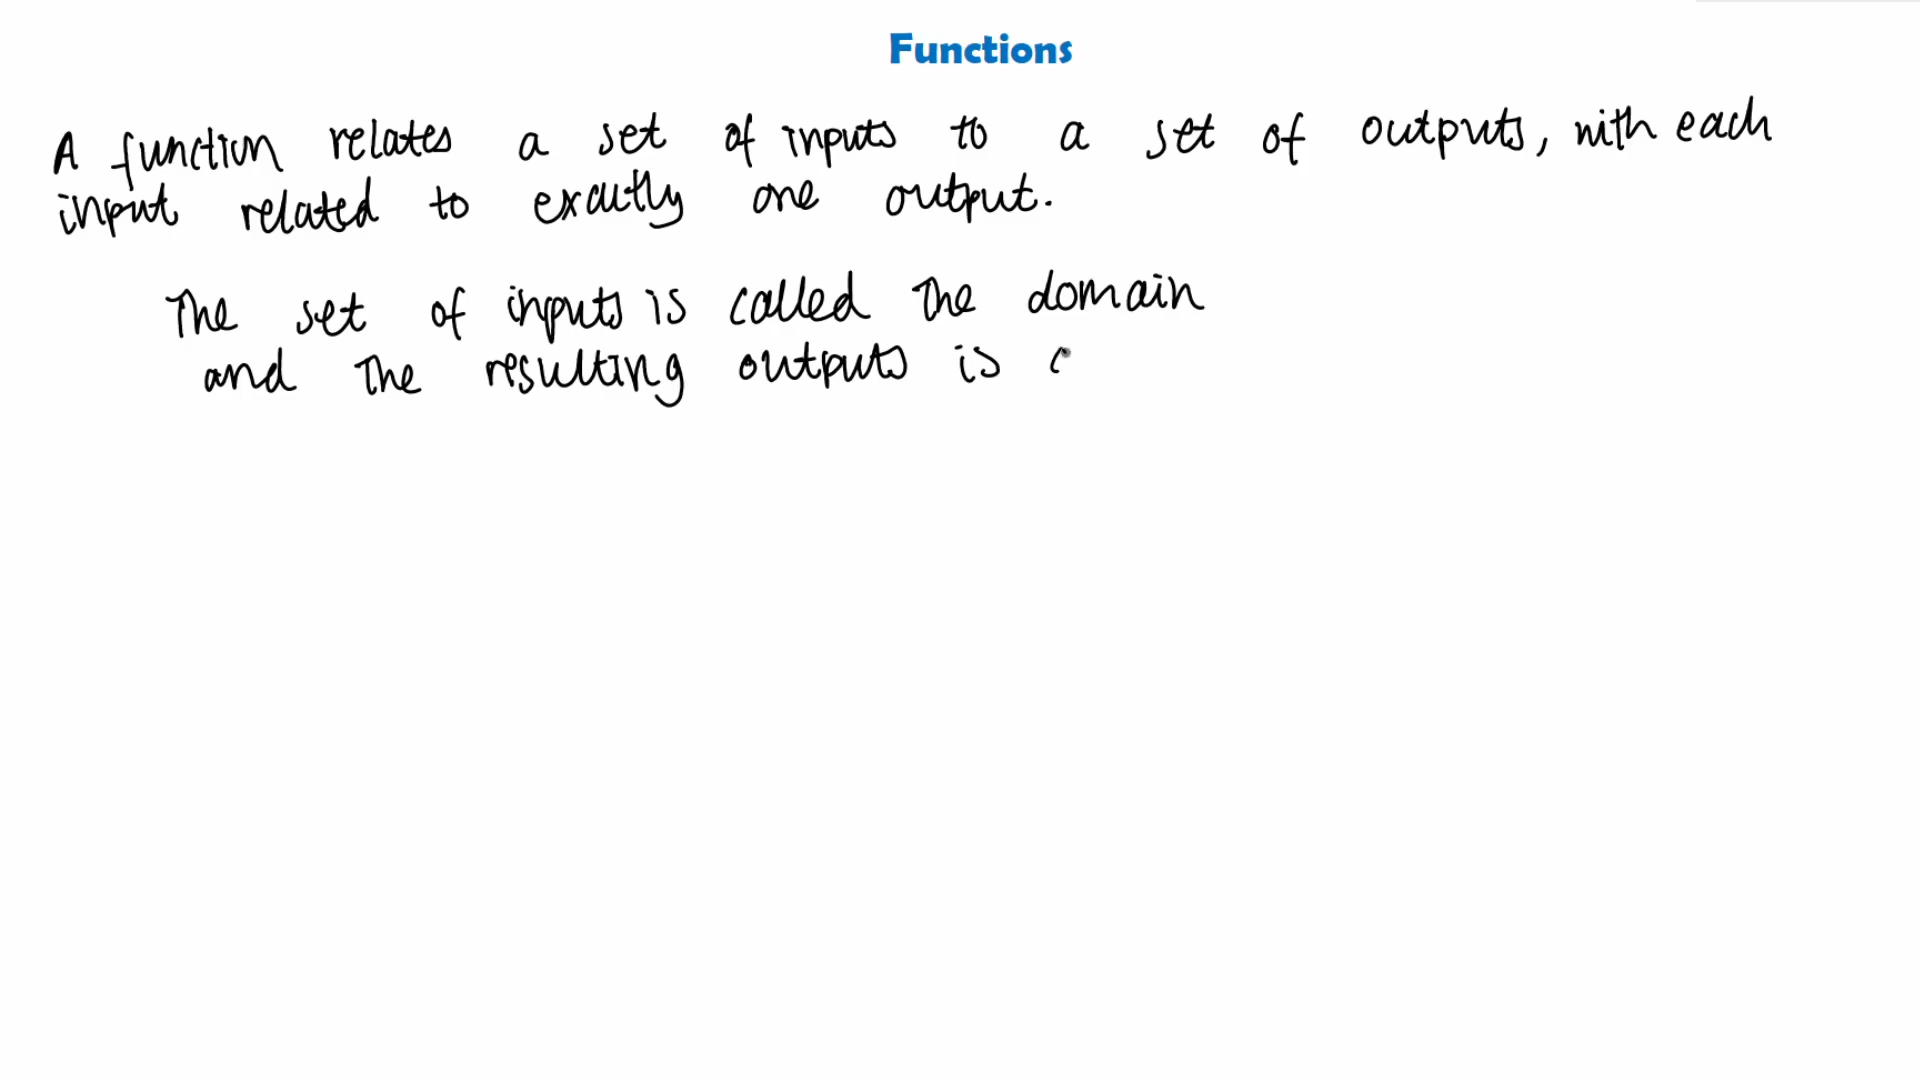 Functions
A function relates a set of inputs to a set of outputs, with each
input related to exactly one output.
The set of inputs is called the domain
and the resulting outputs is c